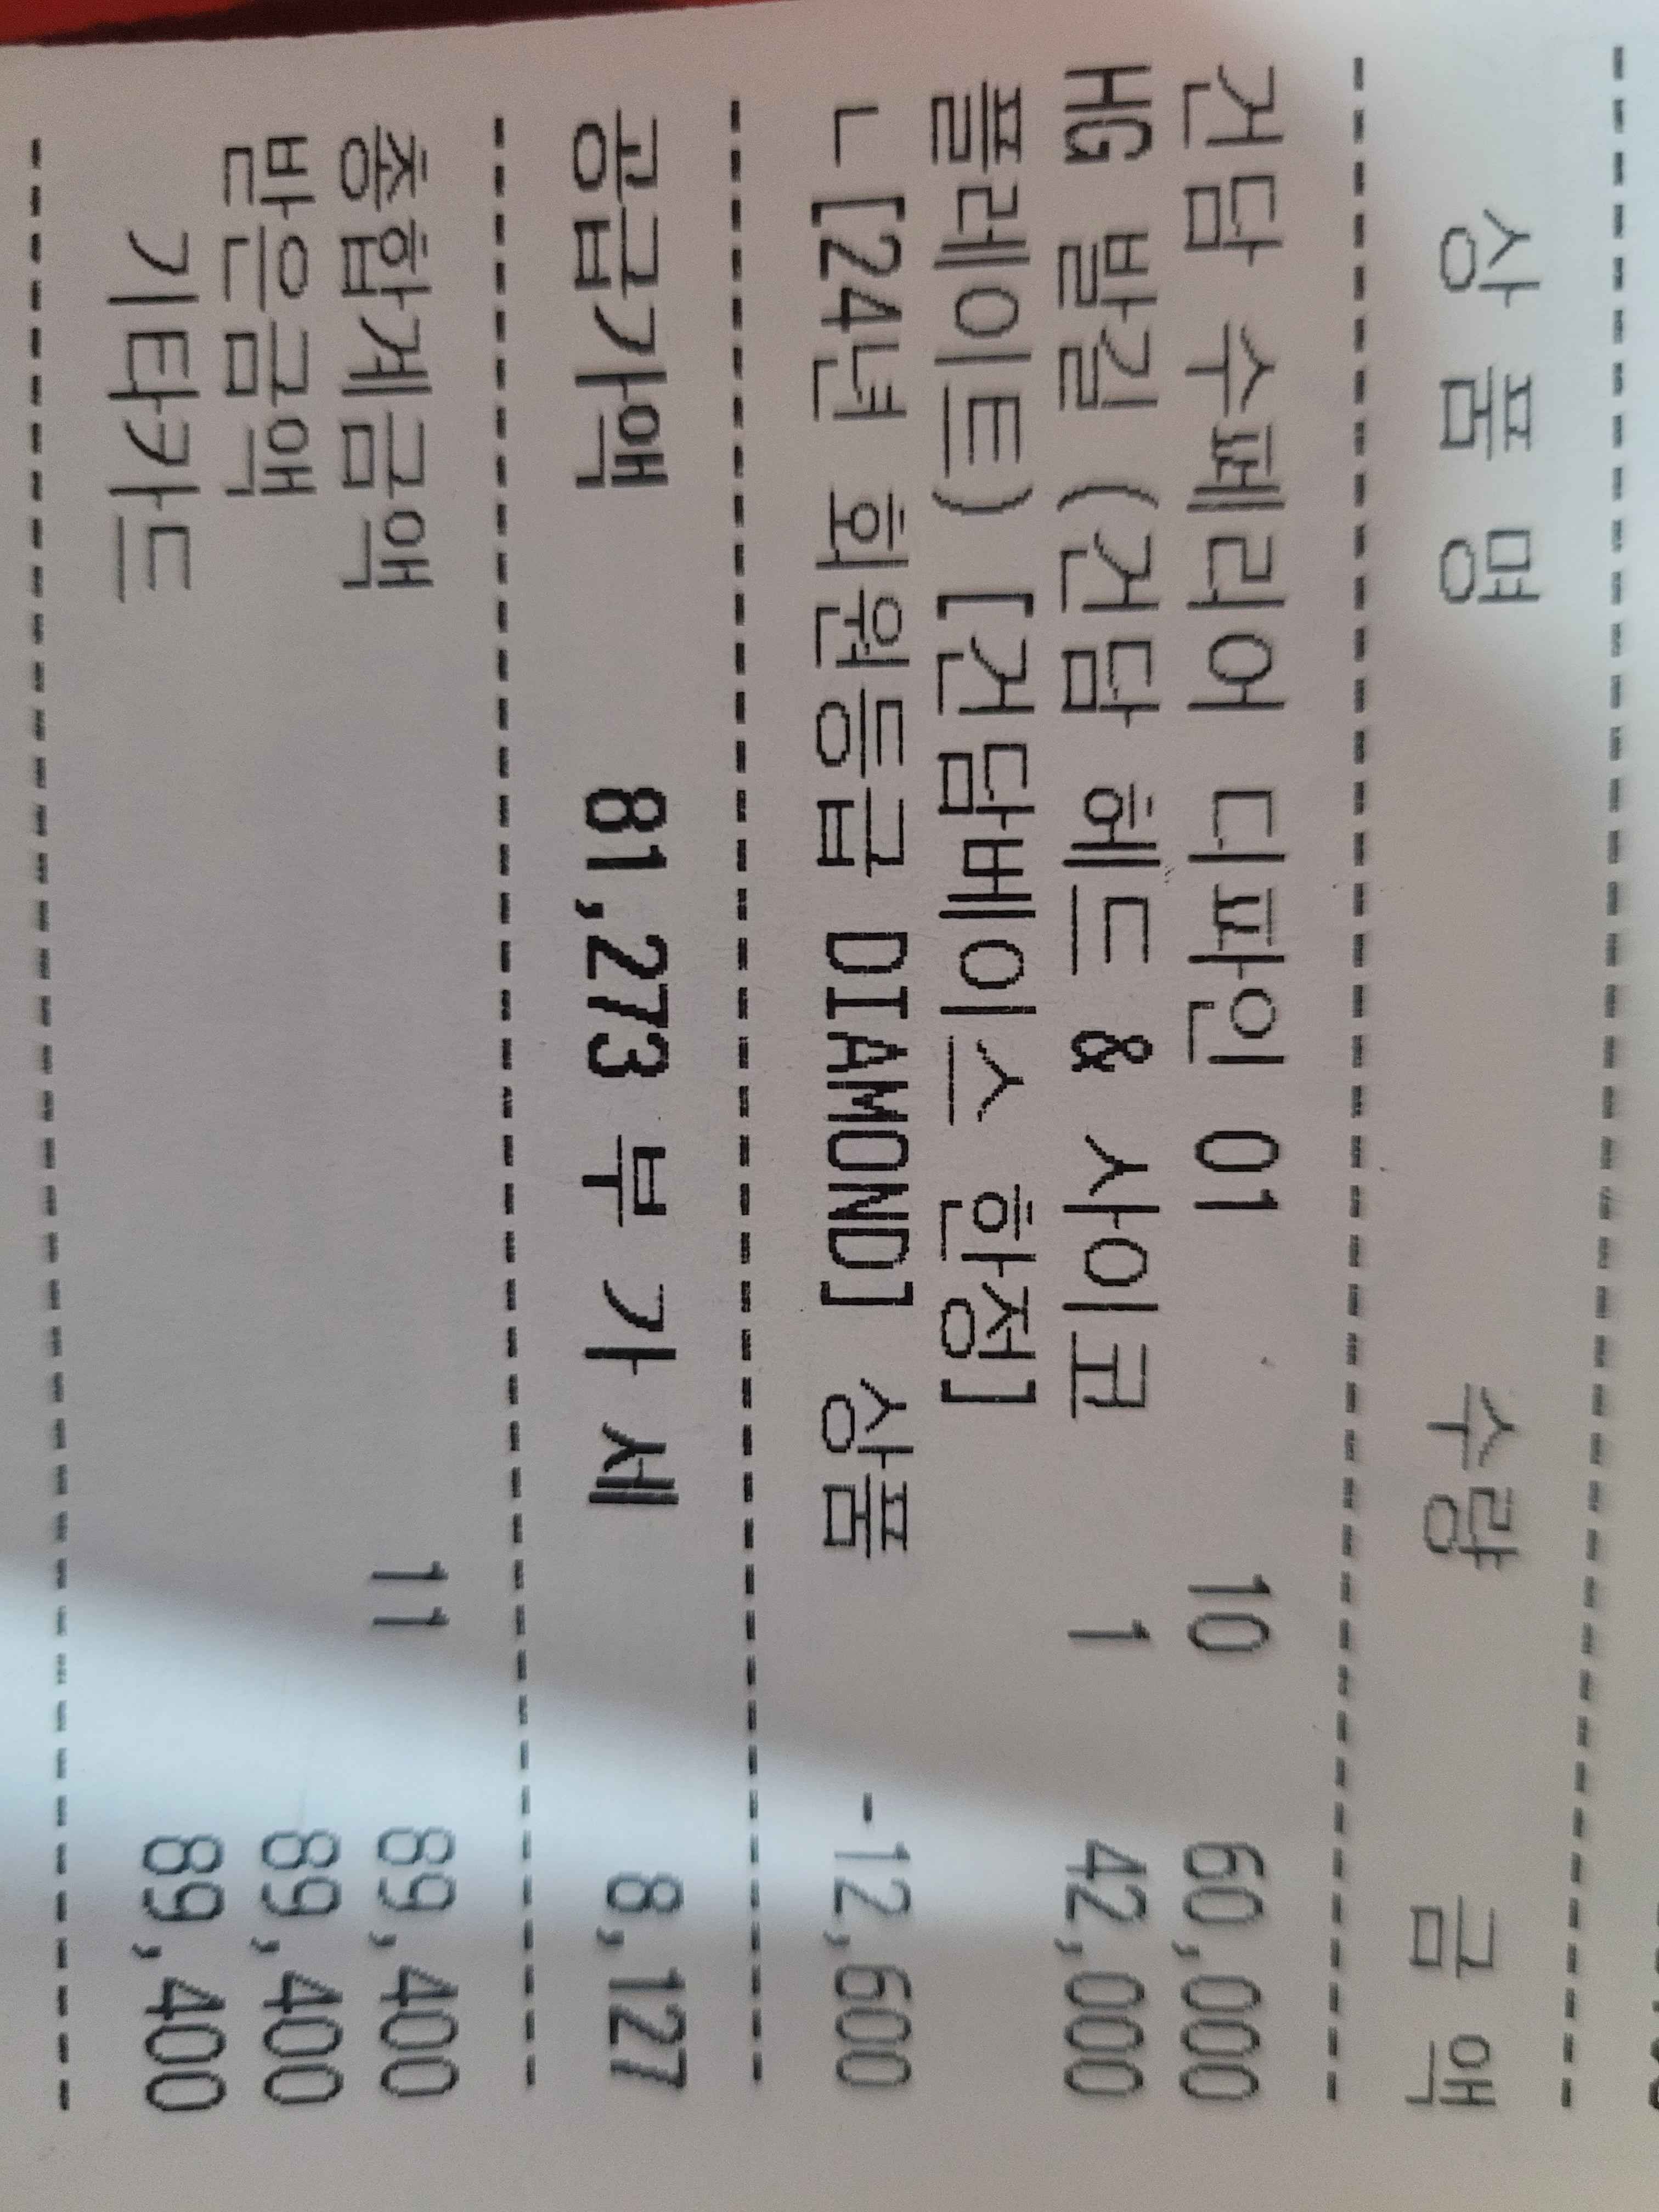 상 품 명 수량 금 액
건담 수페리어 디파인 01 10 60,000
HG 발길 (건담 헤드 & 사이코 1 42,000
플레이트) [건담베이스 한정]
ㄴ[24년 회원등급 DIAMOND] 상품 -12,600
공급가액 81,273 부 가 세 8,127
총합계금액 11 89,400
받은금액 89,400
기타카드 89,400